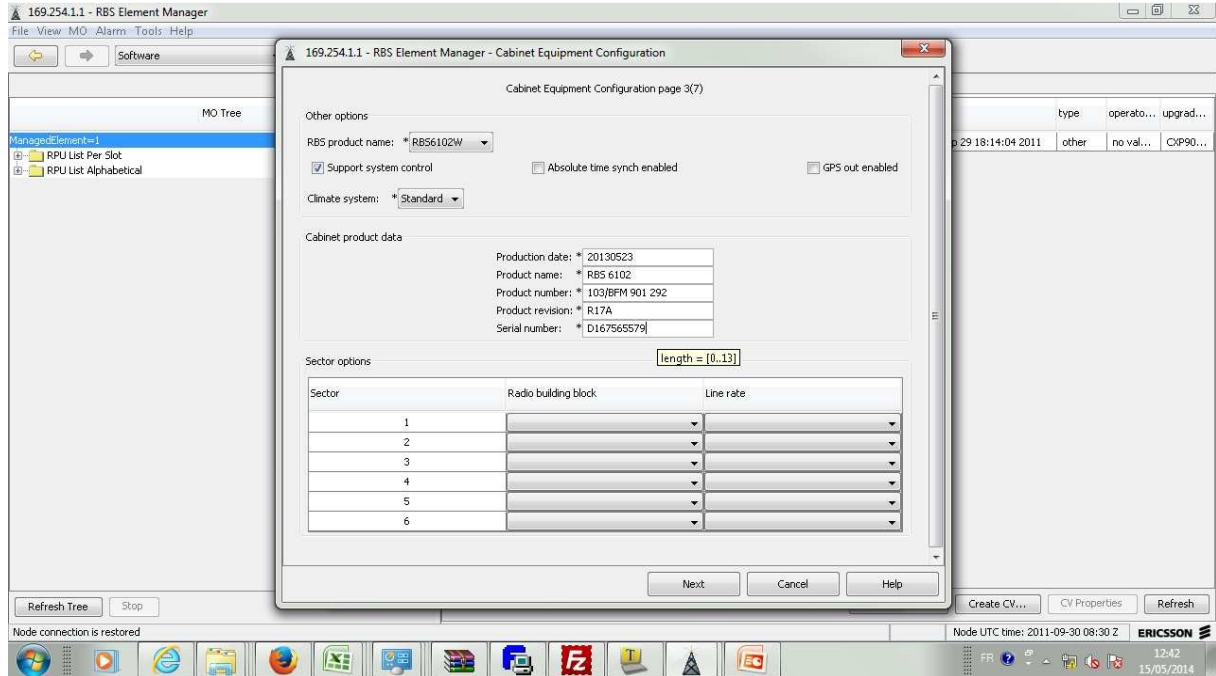 169.254.1.1 - RBS Element Manager
File View MO Alarm Tools Help
Software
MO Tree
ManagedElement=1
RPU List Per Slot
RPU List Alphabetical
169.254.1.1 - RBS Element Manager - Cabinet Equipment Configuration
Cabinet Equipment Configuration page 3(7)
Other options
RBS product name: * RBS6102W
Support system control Absolute time synch enabled GPS out enabled
Climate system: * Standard
Cabinet product data
Production date: * 20130523
Product name: * RBS 6102
Product number: * 103/BFM 901 292
Product revision: * R17A
Serial number: * D167565579
length = [0..13]
Sector options
Sector Radio building block Line rate
1
2
3
4
5
6
Next Cancel Help
type operato... upgrad...
p 29 18:14:04 2011 other no val... CXP90...
Refresh Tree Stop
Create CV... CV Properties Refresh
Node connection is restored
Node UTC time: 2011-09-30 08:30 Z ERICSSON
FR 12:42
15/05/2014